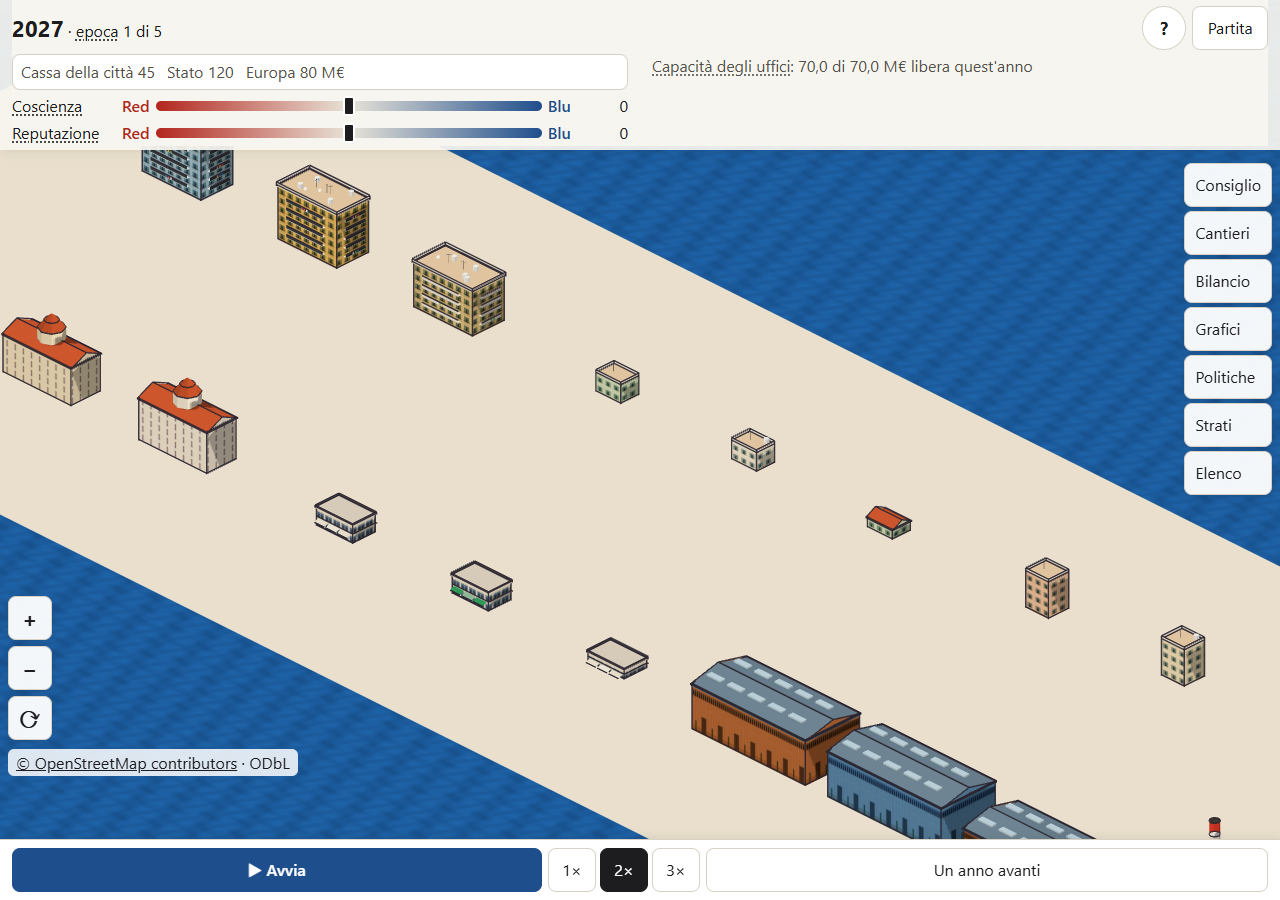 2027 · epoca 1 di 5
? Partita
Cassa della città 45 Stato 120 Europa 80 M€
Capacità degli uffici: 70,0 di 70,0 M€ libera quest'anno
Coscienza Red Blu 0
Reputazione Red Blu 0
Consiglio
Cantieri
Bilancio
Grafici
Politiche
Strati
Elenco
+
−
⟳
© OpenStreetMap contributors · ODbL
▶ Avvia 1× 2× 3× Un anno avanti